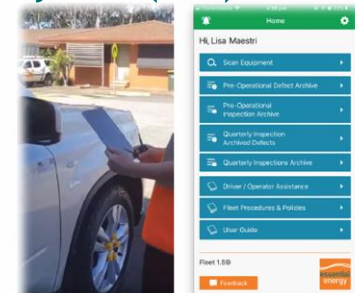 Home
Hi, Lisa Maestri
Scan Equipment
Pre-Operational Defect Archive
Pre-Operational
Inspection Archive
Quarterly Inspection
Archived Defects
Quarterly Inspections Archive
Driver / Operator Assistance
Fleet Procedures & Policies
User Guide
Fleet 1.5®
Feedback
essential
energy